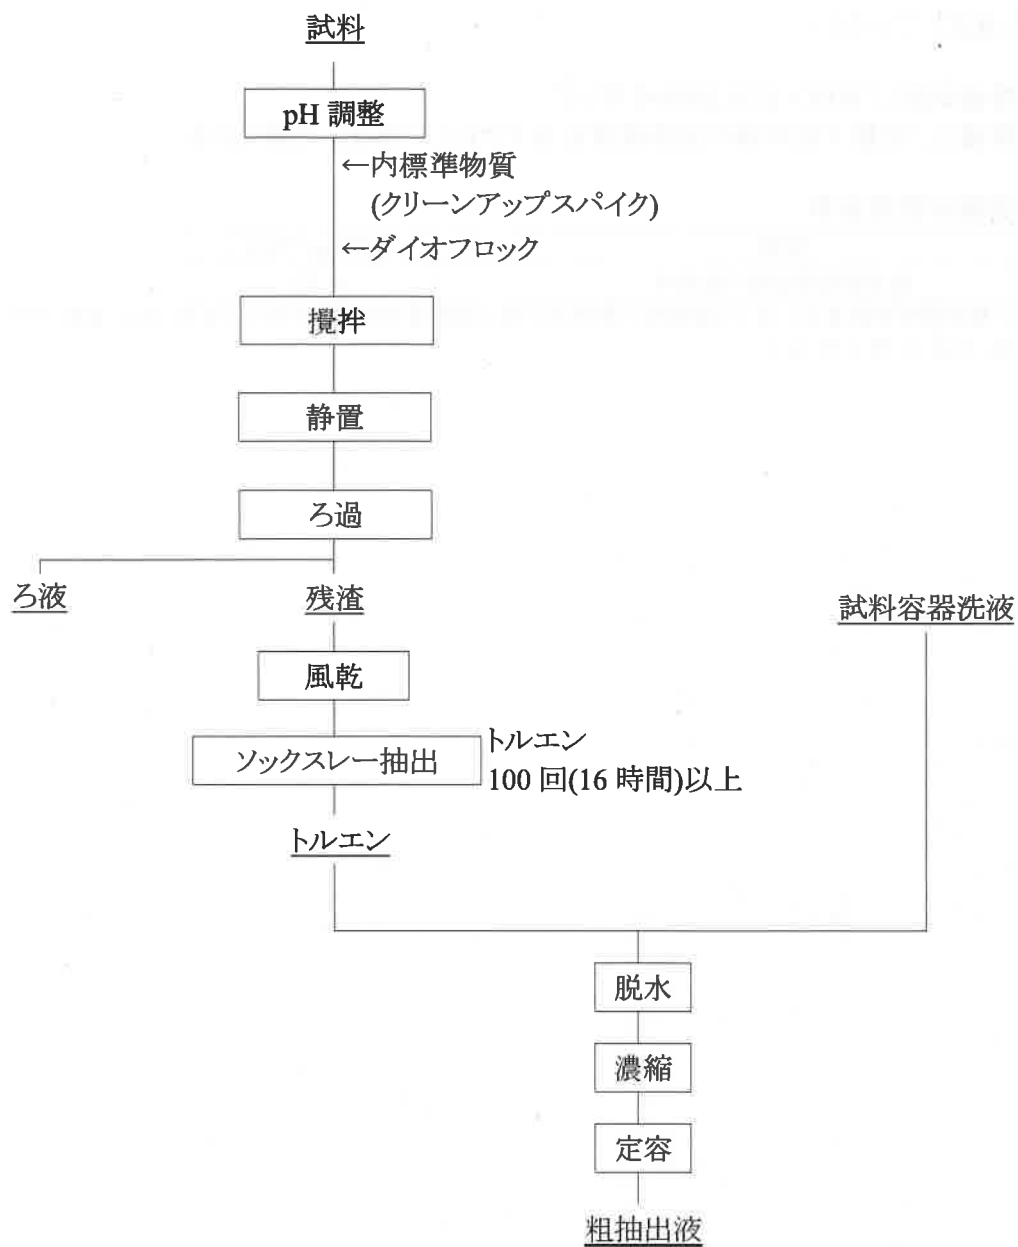 試料
pH 調整
←内標準物質
(クリーンアップスパイク)
←ダイオフロック
攪拌
静置
ろ過
ろ液
残渣
試料容器洗液
風乾
ソックスレー抽出
トルエン
100 回(16 時間)以上
トルエン
脱水
濃縮
定容
粗抽出液